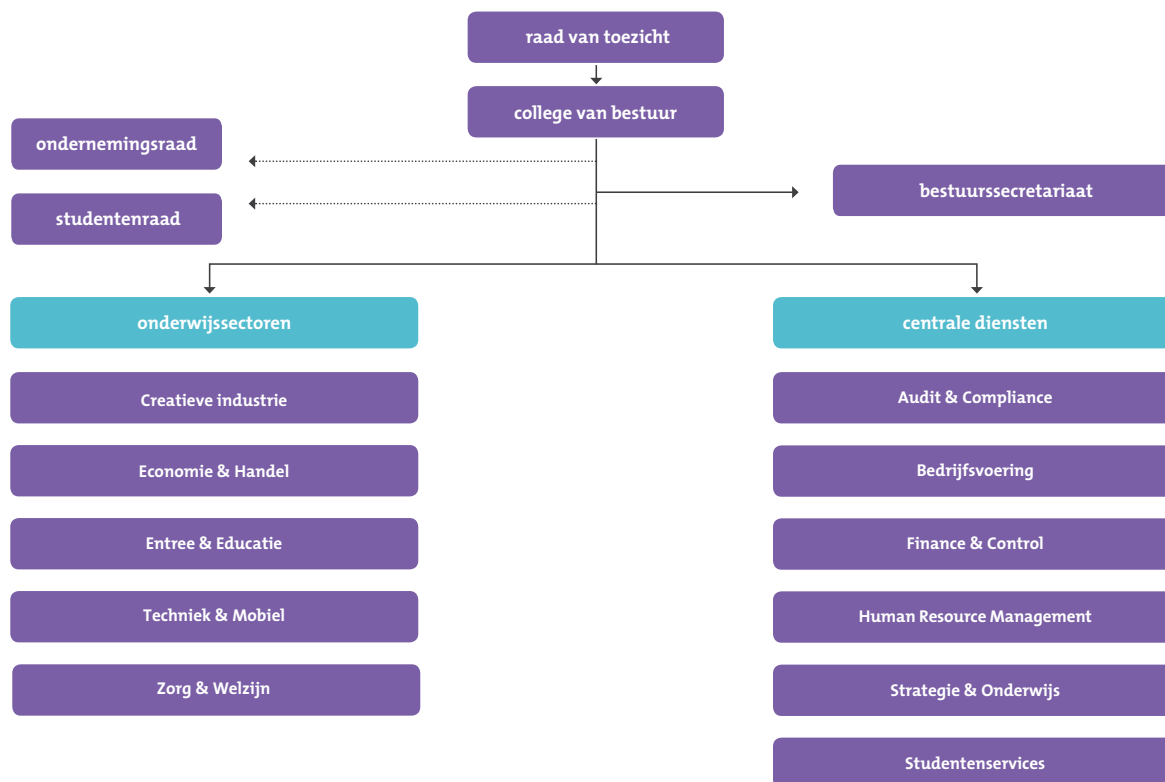 raad van toezicht
college van bestuur
ondernemingsraad
bestuurssecretariaat
studentenraad
onderwijssectoren
Creatieve industrie
Economie & Handel
Entree & Educatie
Techniek & Mobiel
Zorg & Welzijn
centrale diensten
Audit & Compliance
Bedrijfsvoering
Finance & Control
Human Resource Management
Strategie & Onderwijs
Studentenservices